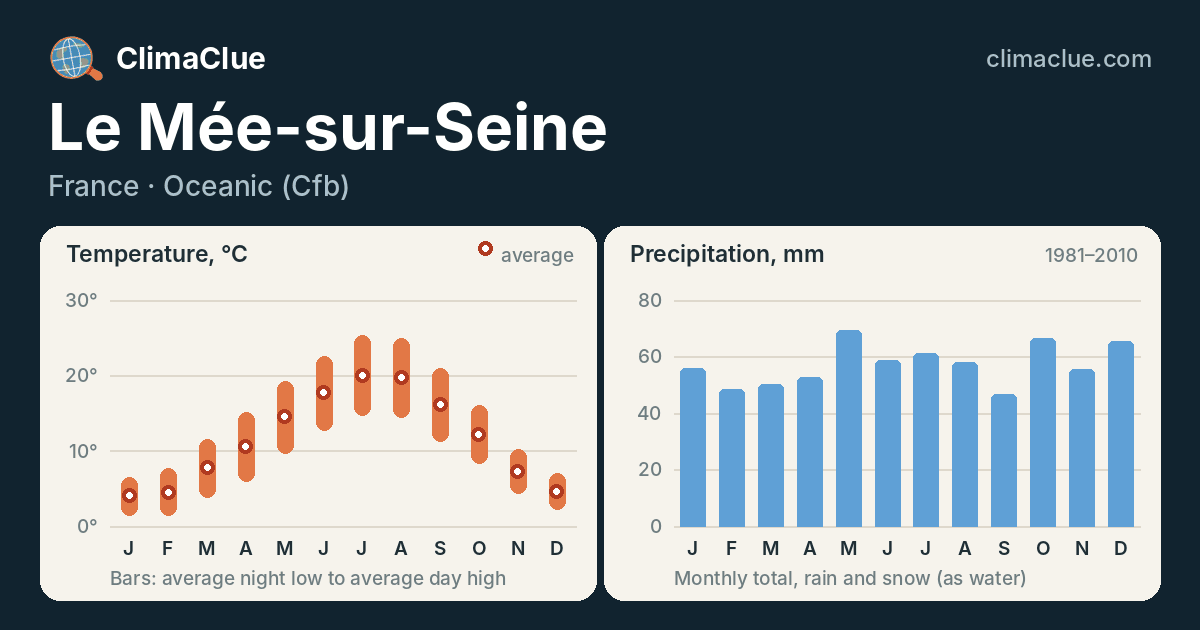 ClimaClue
climaclue.com
Le Mée-sur-Seine
France · Oceanic (Cfb)
Temperature, °C
average
30°
20°
10°
0°
J F M A M J J A S O N D
Bars: average night low to average day high
Precipitation, mm
1981–2010
80
60
40
20
0
J F M A M J J A S O N D
Monthly total, rain and snow (as water)